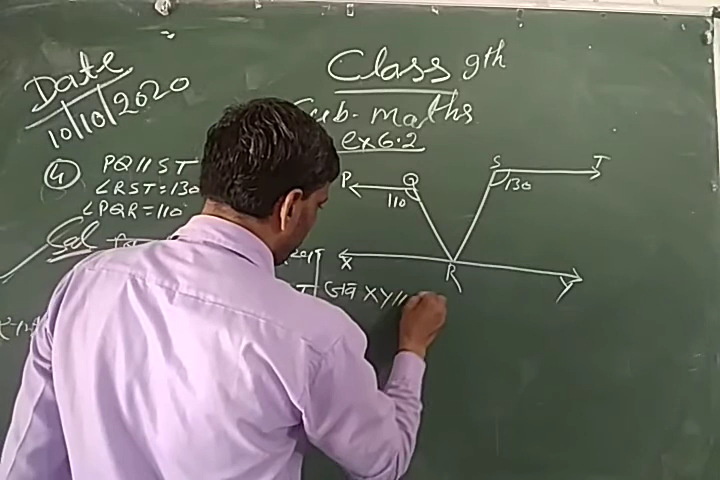 Date
10/10/2020
Class 9th
Sub- maths
ex 6.2
④ PQ || ST
∠RST = 130
∠PQR = 110
Sol
P Q 110
S T 130
X R Y
जब XY ||